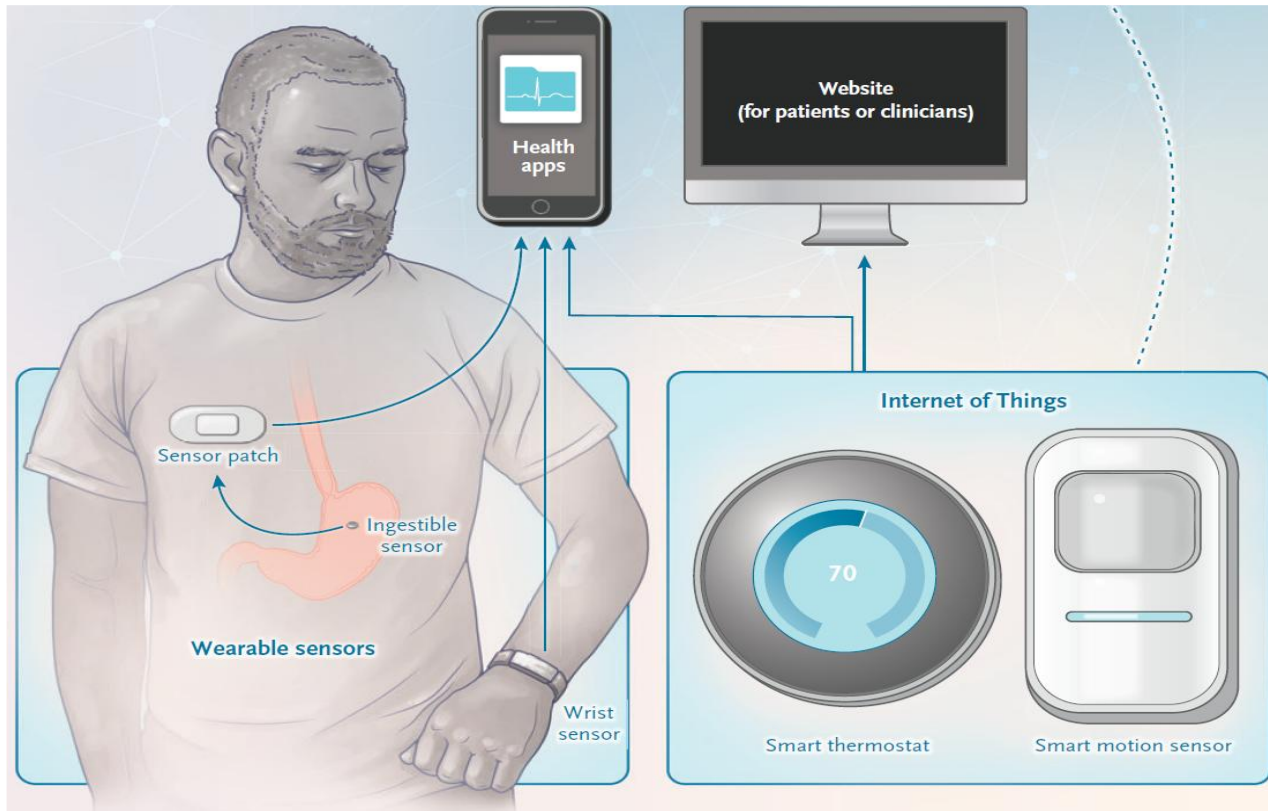 Health
apps
Website
(for patients or clinicians)
Sensor patch
Ingestible
sensor
Wearable sensors
Wrist
sensor
Internet of Things
70
Smart thermostat
Smart motion sensor